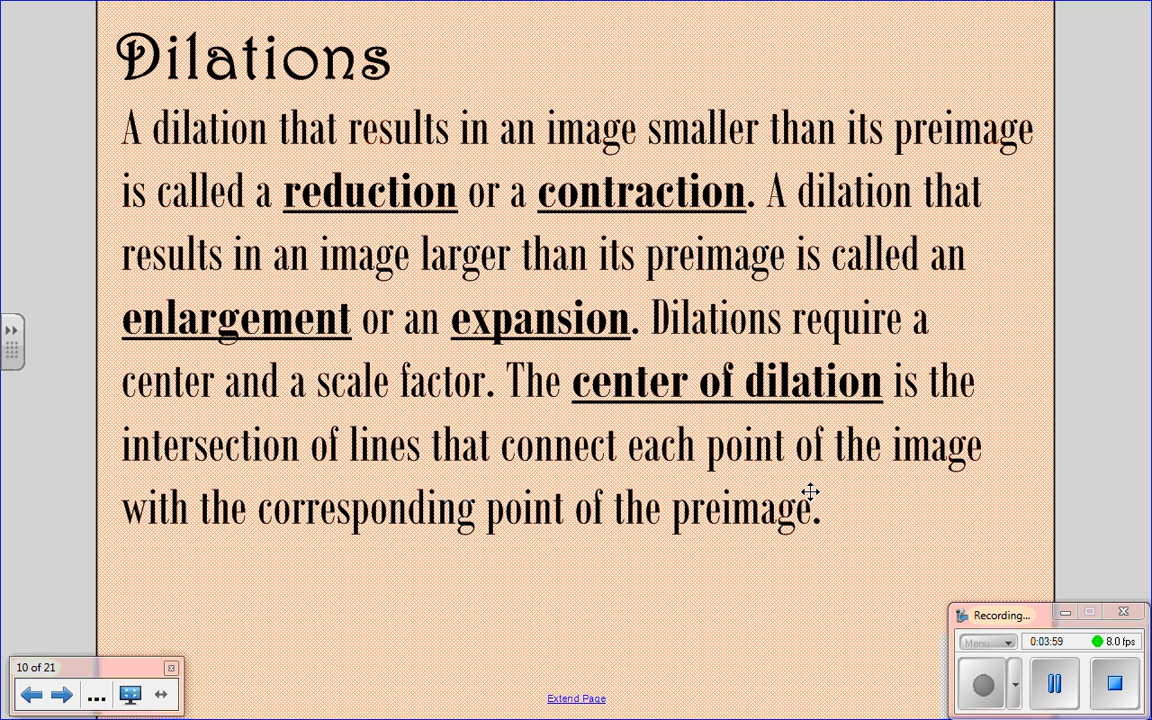 Dilations
A dilation that results in an image smaller than its preimage
is called a reduction or a contraction. A dilation that
results in an image larger than its preimage is called an
enlargement or an expansion. Dilations require a
center and a scale factor. The center of dilation is the
intersection of lines that connect each point of the image
with the corresponding point of the preimage.
Recording...
Menu
0:03:59
8.0 fps
10 of 21
...
Extend Page